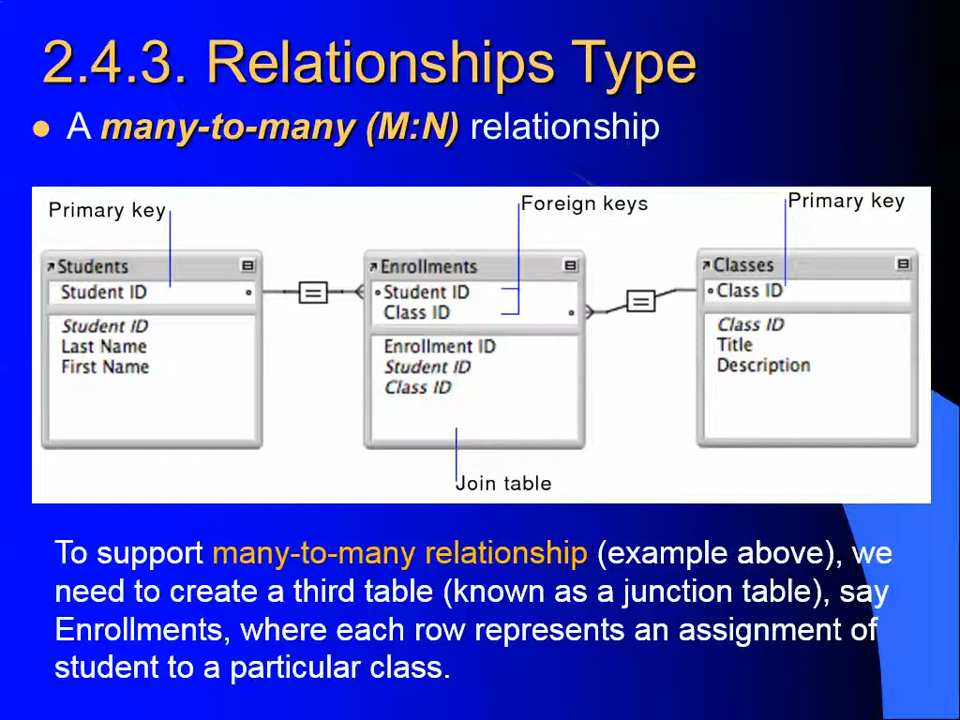 2.4.3. Relationships Type
A many-to-many (M:N) relationship
Primary key
Foreign keys
Primary key
Students
Student ID
Student ID
Last Name
First Name
Enrollments
Student ID
Class ID
Enrollment ID
Student ID
Class ID
Classes
Class ID
Class ID
Title
Description
Join table
To support many-to-many relationship (example above), we
need to create a third table (known as a junction table), say
Enrollments, where each row represents an assignment of
student to a particular class.